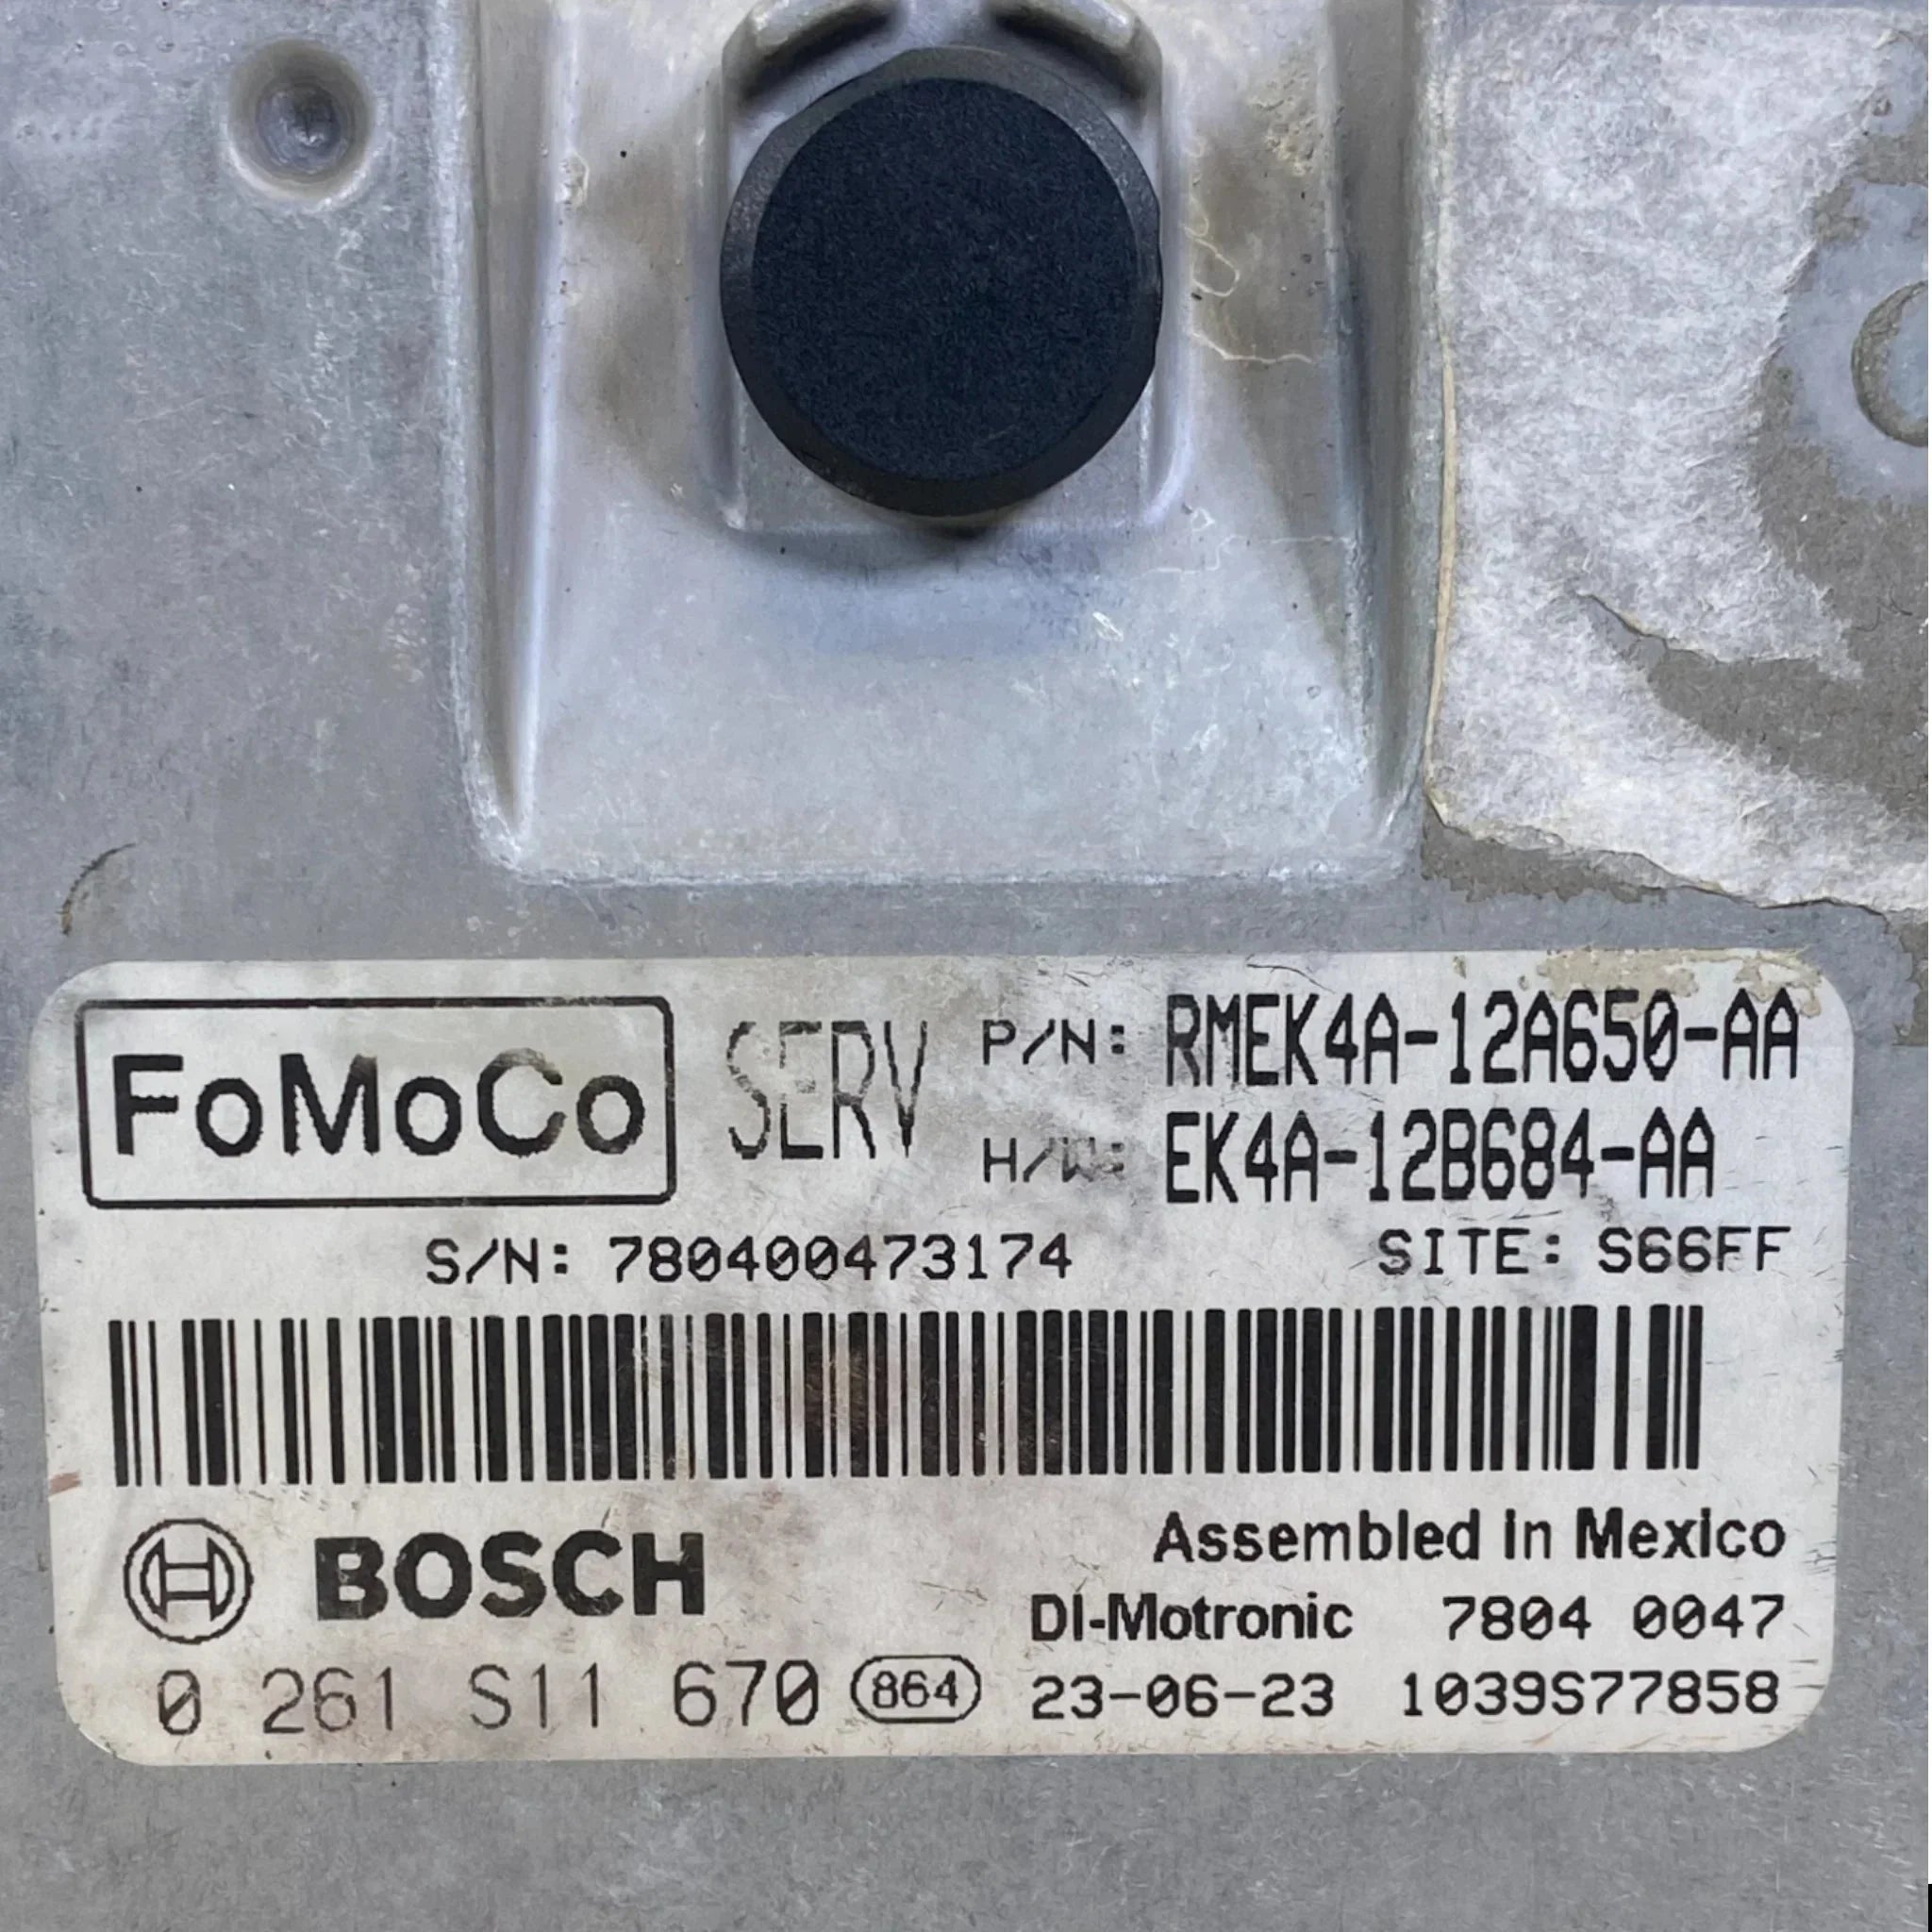 FoMoCo SERV P/N: RMEK4A-12A650-AA
H/W: EK4A-12B684-AA
S/N: 780400473174 SITE: S66FF
BOSCH Assembled in Mexico
DI-Motronic 7804 0047
0 261 S11 670 864 23-06-23 1039S77858